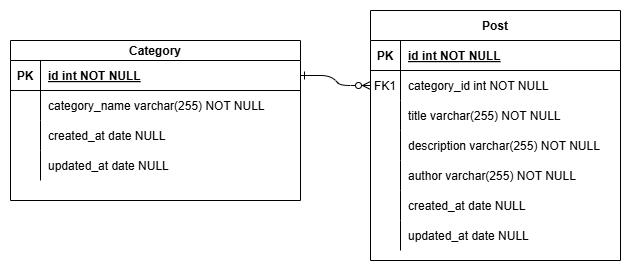 Category
PK id int NOT NULL
category_name varchar(255) NOT NULL
created_at date NULL
updated_at date NULL
Post
PK id int NOT NULL
FK1 category_id int NOT NULL
title varchar(255) NOT NULL
description varchar(255) NOT NULL
author varchar(255) NOT NULL
created_at date NULL
updated_at date NULL